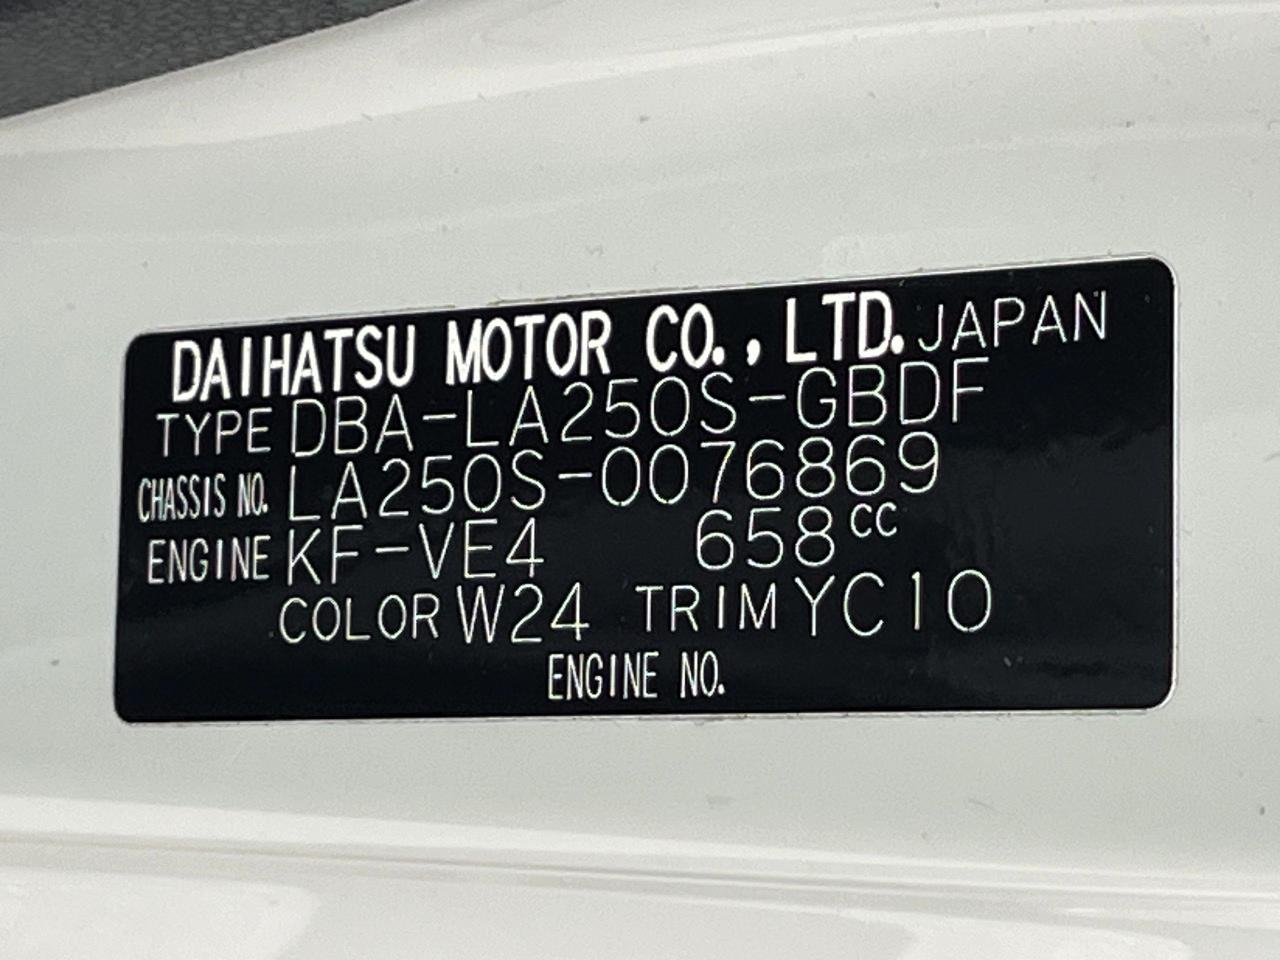 DAIHATSU MOTOR CO., LTD. JAPAN
TYPE DBA-LA250S-GBDF
CHASSIS NO. LA250S-0076869
ENGINE KF-VE4 658cc
COLOR W24 TRIM YC10
ENGINE NO.